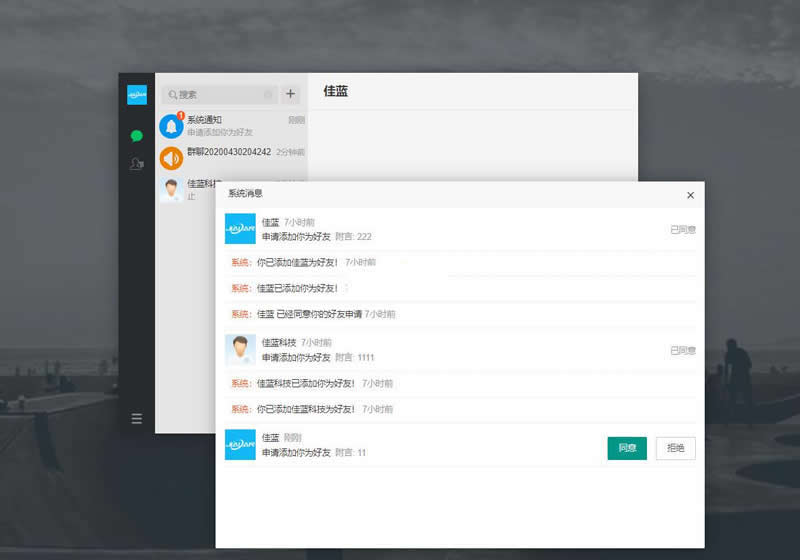 搜索
佳蓝
1
系统通知 刚刚
申请添加你为好友
群聊20200430204242 2分钟前
佳蓝科技
止
系统消息
佳蓝 7小时前
申请添加你为好友 附言: 222
已同意
系统: 你已添加佳蓝为好友! 7小时前
系统: 佳蓝已添加你为好友!
系统: 佳蓝 已经同意你的好友申请 7小时前
佳蓝科技 7小时前
申请添加你为好友 附言: 1111
已同意
系统: 佳蓝科技已添加你为好友! 7小时前
系统: 你已添加佳蓝科技为好友! 7小时前
佳蓝 刚刚
申请添加你为好友 附言: 11
同意 拒绝